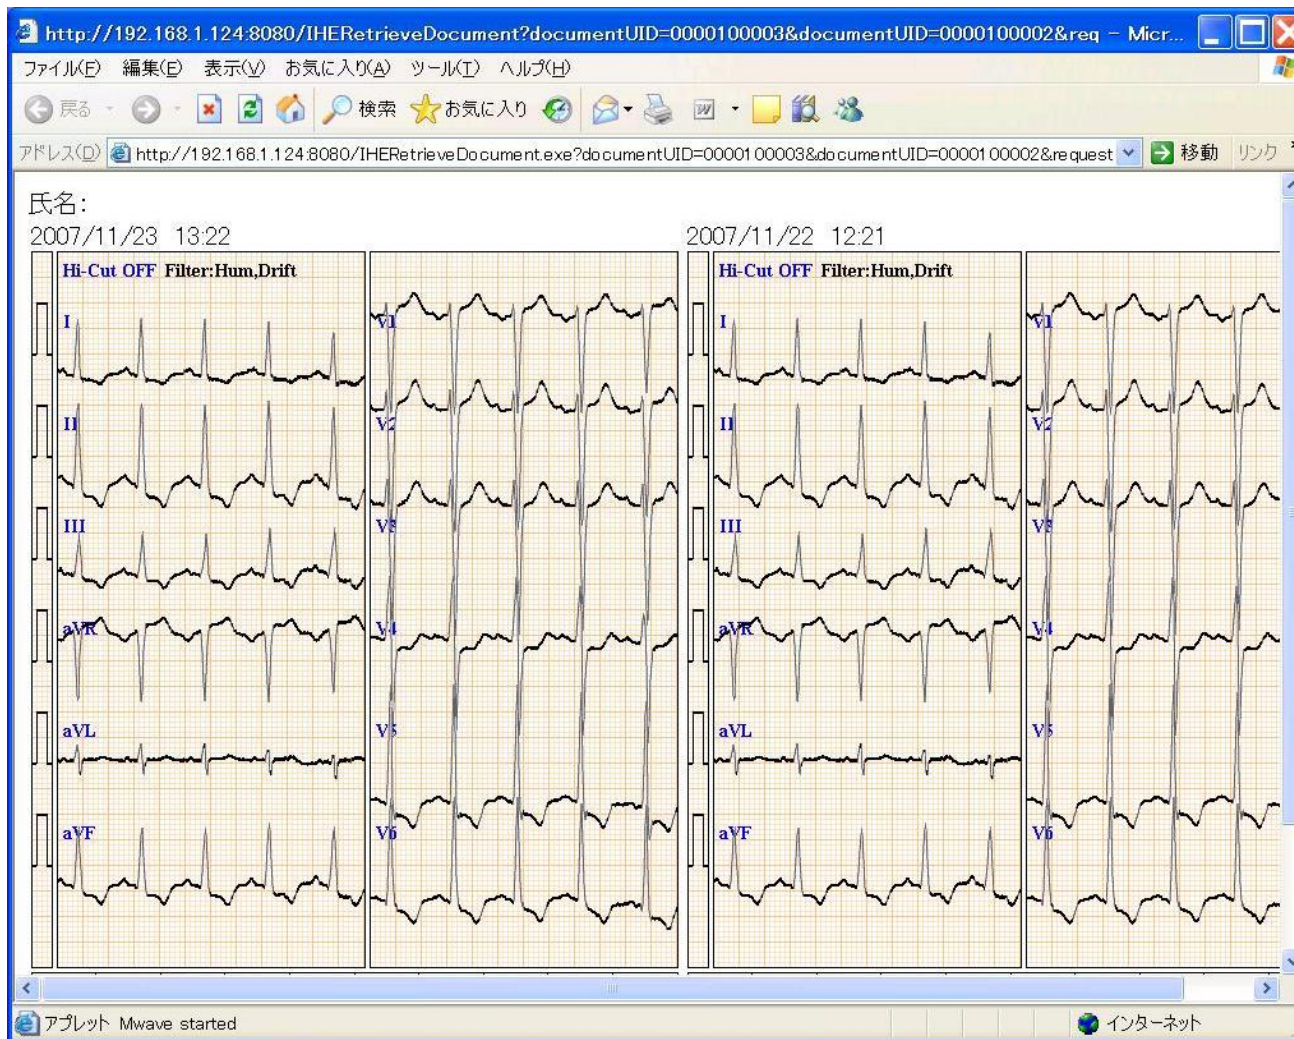 http://192.168.1.124:8080/IHERetrieveDocument?documentUID=0000100003&documentUID=0000100002&req - Micr...
ファイル(F) 編集(E) 表示(V) お気に入り(A) ツール(T) ヘルプ(H)
戻る 検索 お気に入り
アドレス(D) http://192.168.1.124:8080/IHERetrieveDocument.exe?documentUID=0000100003&documentUID=0000100002&request 移動 リンク
氏名:
2007/11/23 13:22 2007/11/22 12:21
Hi-Cut OFF Filter:Hum,Drift Hi-Cut OFF Filter:Hum,Drift
I V1 I V1
II V2 II V2
III V3 III V3
aVR V4 aVR V4
aVL V5 aVL V5
aVF V6 aVF V6
アプレット Mwave started インターネット